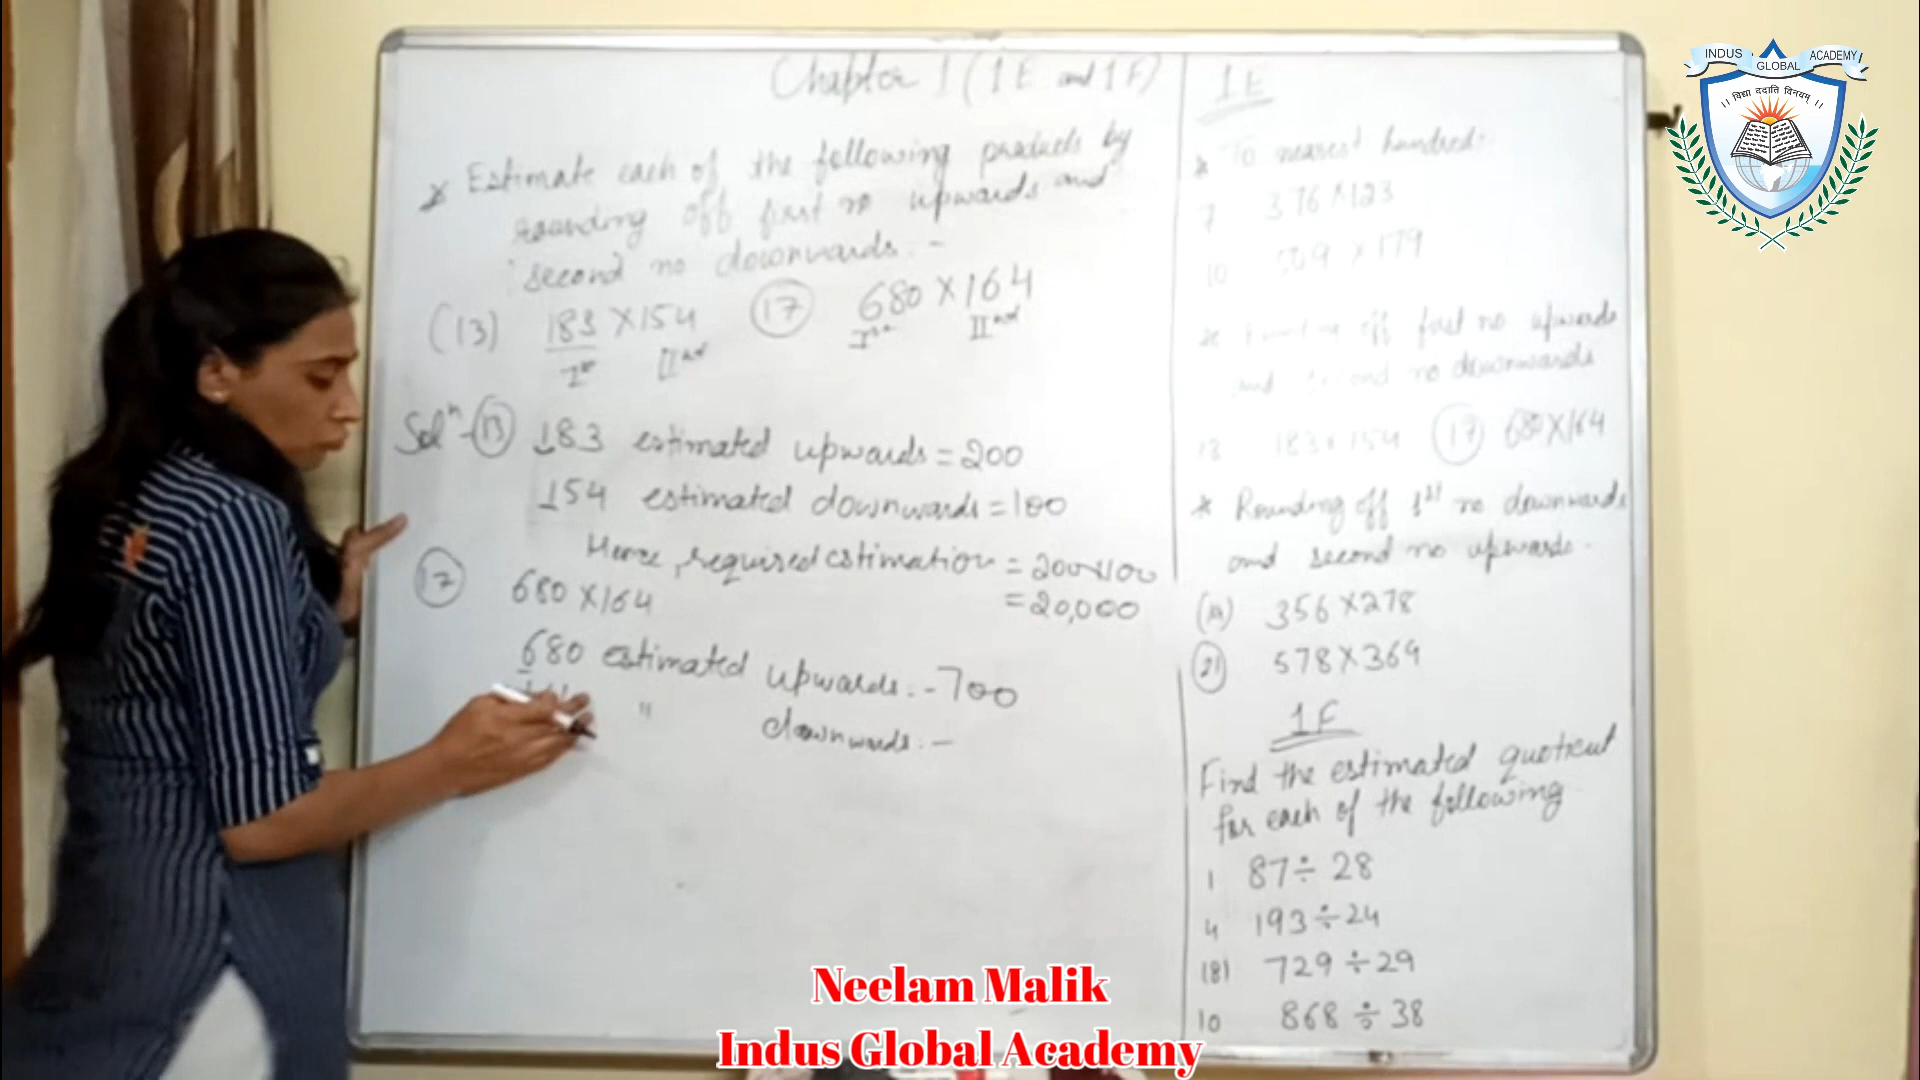 Chapter 1 (1E and 1F)
* Estimate each of the following products by
rounding off first no upwards and
second no downwards :-
(13) 183 X 154 (17) 680 X 164
Ist IInd Ist IInd
Soln - (13) 183 estimated upwards = 200
154 estimated downwards = 100
Hence, required estimation = 200x100
= 20,000
(17) 680 X 164
680 estimated upwards :- 700
" downwards :-
1E
* To nearest hundred:-
7 376 X 123
10 X 179
* off first no upwards
and second no downwards
13 183 x 154 (17) 680 X 164
* Rounding off 1st no downwards
and second no upwards.
356 X 278
(21) 578 X 369
1F
Find the estimated quotient
for each of the following
1 87 ÷ 28
4 193 ÷ 24
(8) 729 ÷ 29
10 868 ÷ 38
INDUS GLOBAL ACADEMY
।। विद्या ददाति विनयम् ।।
Neelam Malik
Indus Global Academy